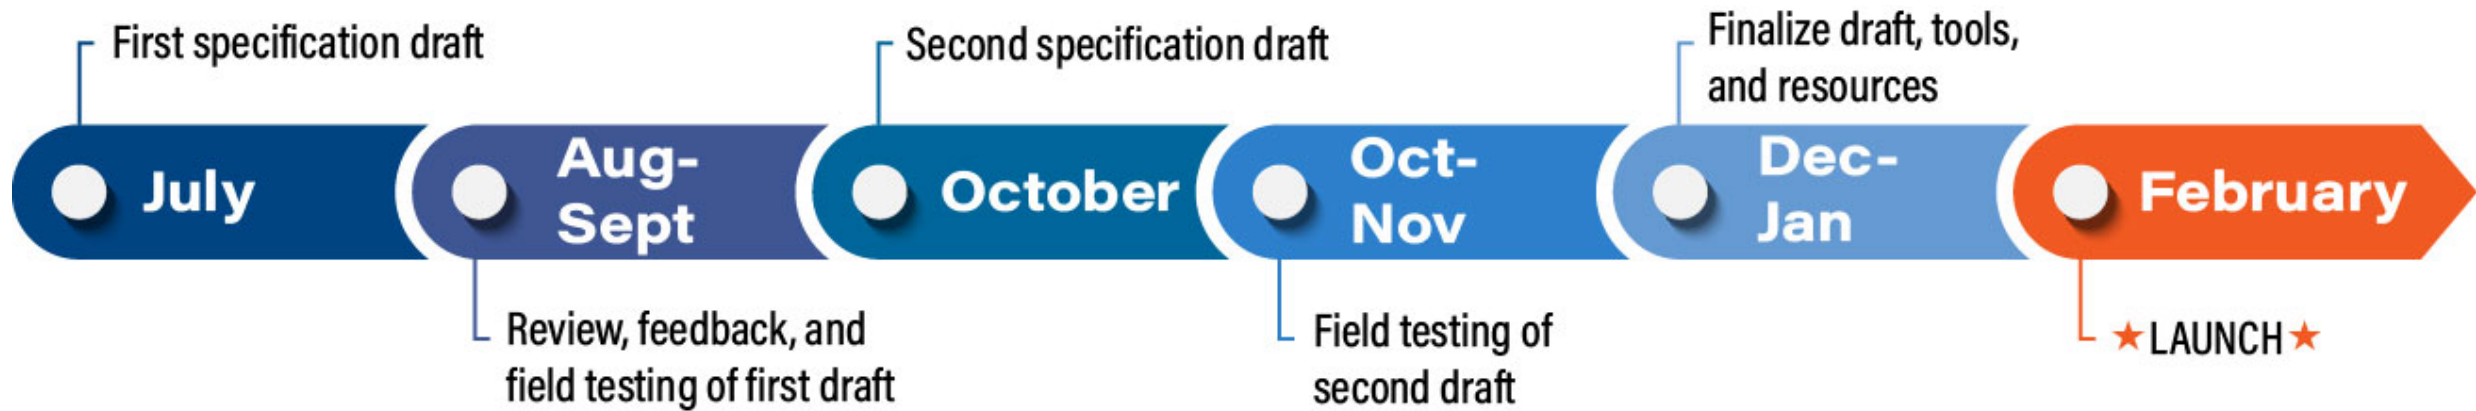 First specification draft
July
Aug-
Sept
Review, feedback, and
field testing of first draft
Second specification draft
October
Oct-
Nov
Field testing of
second draft
Finalize draft, tools,
and resources
Dec-
Jan
February
★LAUNCH★